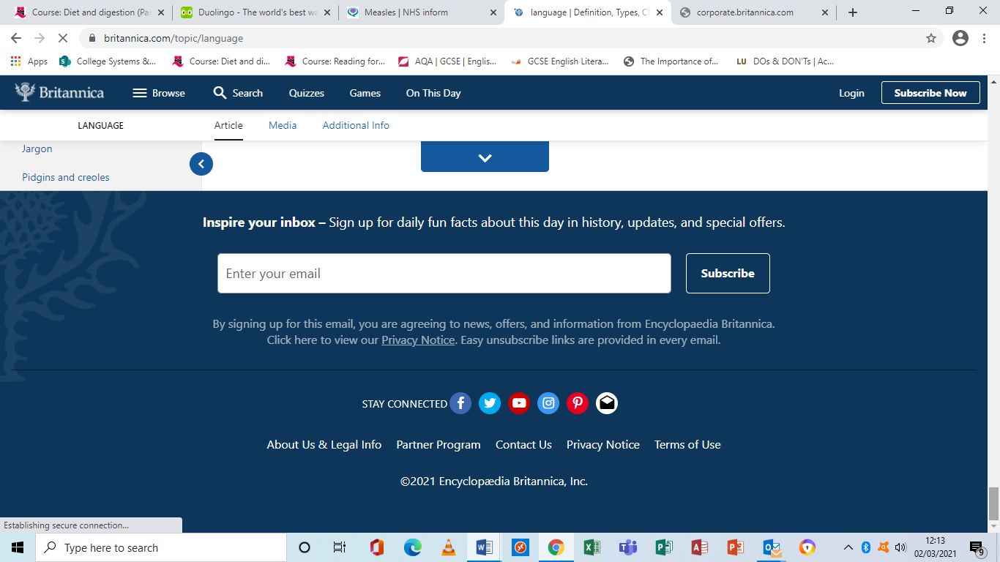 Course: Diet and digestion (Pa
Duolingo - The world's best wa
Measles | NHS inform
language | Definition, Types, Ch
corporate.britannica.com
britannica.com/topic/language
Apps
College Systems &...
Course: Diet and di...
Course: Reading for...
AQA | GCSE | Englis...
GCSE English Litera...
The Importance of...
LU DOs & DON'Ts | Ac...
Britannica
Browse
Search
Quizzes
Games
On This Day
Login
Subscribe Now
LANGUAGE
Article
Media
Additional Info
Jargon
Pidgins and creoles
Inspire your inbox – Sign up for daily fun facts about this day in history, updates, and special offers.
Enter your email
Subscribe
By signing up for this email, you are agreeing to news, offers, and information from Encyclopaedia Britannica.
Click here to view our Privacy Notice. Easy unsubscribe links are provided in every email.
STAY CONNECTED
About Us & Legal Info
Partner Program
Contact Us
Privacy Notice
Terms of Use
©2021 Encyclopædia Britannica, Inc.
Establishing secure connection...
Type here to search
12:13
02/03/2021
9